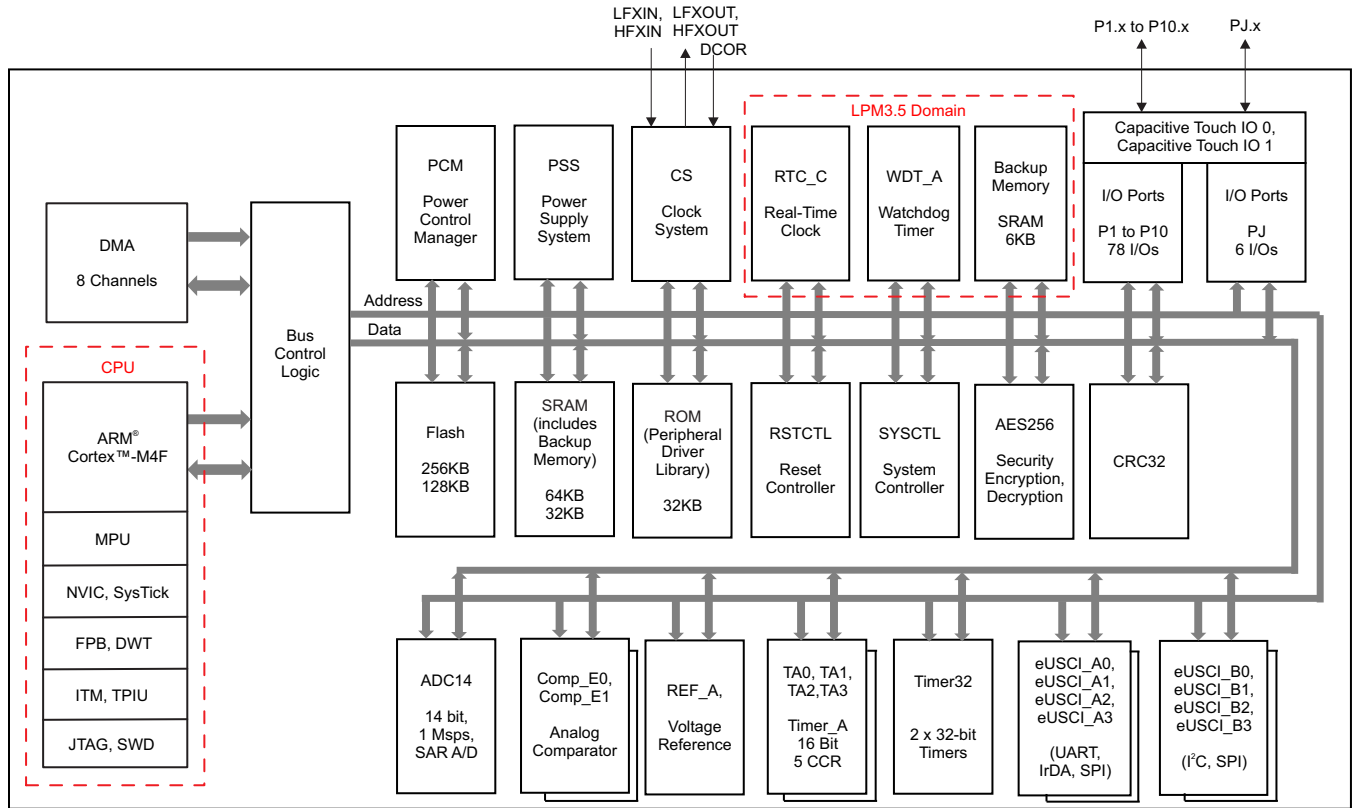 LFXIN,
HFXIN
LFXOUT,
HFXOUT
DCOR
P1.x to P10.x
PJ.x
LPM3.5 Domain
Capacitive Touch IO 0,
Capacitive Touch IO 1
PCM
Power
Control
Manager
PSS
Power
Supply
System
CS
Clock
System
RTC_C
Real-Time
Clock
WDT_A
Watchdog
Timer
Backup
Memory
SRAM
6KB
I/O Ports
P1 to P10
78 I/Os
I/O Ports
PJ
6 I/Os
DMA
8 Channels
Bus
Control
Logic
Address
Data
CPU
ARM®
Cortex™-M4F
MPU
NVIC, SysTick
FPB, DWT
ITM, TPIU
JTAG, SWD
Flash
256KB
128KB
SRAM
(includes
Backup
Memory)
64KB
32KB
ROM
(Peripheral
Driver
Library)
32KB
RSTCTL
Reset
Controller
SYSCTL
System
Controller
AES256
Security
Encryption,
Decryption
CRC32
ADC14
14 bit,
1 Msps,
SAR A/D
Comp_E0,
Comp_E1
Analog
Comparator
REF_A,
Voltage
Reference
TA0, TA1,
TA2,TA3
Timer_A
16 Bit
5 CCR
Timer32
2 x 32-bit
Timers
eUSCI_A0,
eUSCI_A1,
eUSCI_A2,
eUSCI_A3
(UART,
IrDA, SPI)
eUSCI_B0,
eUSCI_B1,
eUSCI_B2,
eUSCI_B3
(I²C, SPI)